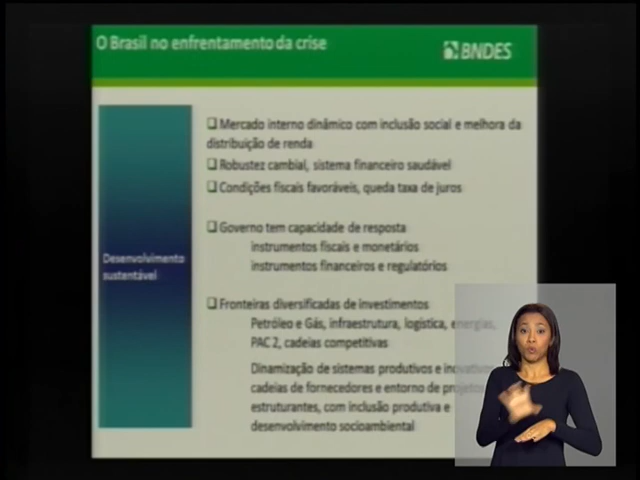 O Brasil no enfrentamento da crise
BNDES
❑ Mercado interno dinâmico com inclusão social e melhora da
distribuição de renda
❑ Robustez cambial, sistema financeiro saudável
❑ Condições fiscais favoráveis, queda taxa de juros
❑ Governo tem capacidade de resposta
instrumentos fiscais e monetários
instrumentos financeiros e regulatórios
Desenvolvimento
sustentável
❑ Fronteiras diversificadas de investimentos
Petróleo e Gás, infraestrutura, logística, energias,
PAC 2, cadeias competitivas
Dinamização de sistemas produtivos e inovativos
cadeias de fornecedores e entorno de projetos
estruturantes, com inclusão produtiva e
desenvolvimento socioambiental